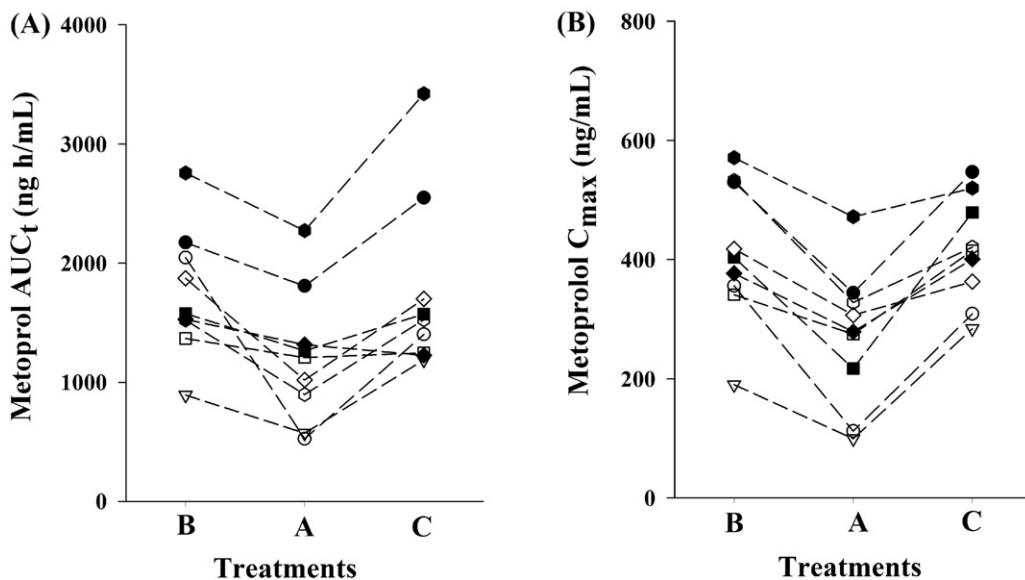 (A)
Metoprol AUCt (ng h/mL)
4000
3000
2000
1000
0
B A C
Treatments
(B)
Metoprolol Cmax (ng/mL)
800
600
400
200
0
B A C
Treatments